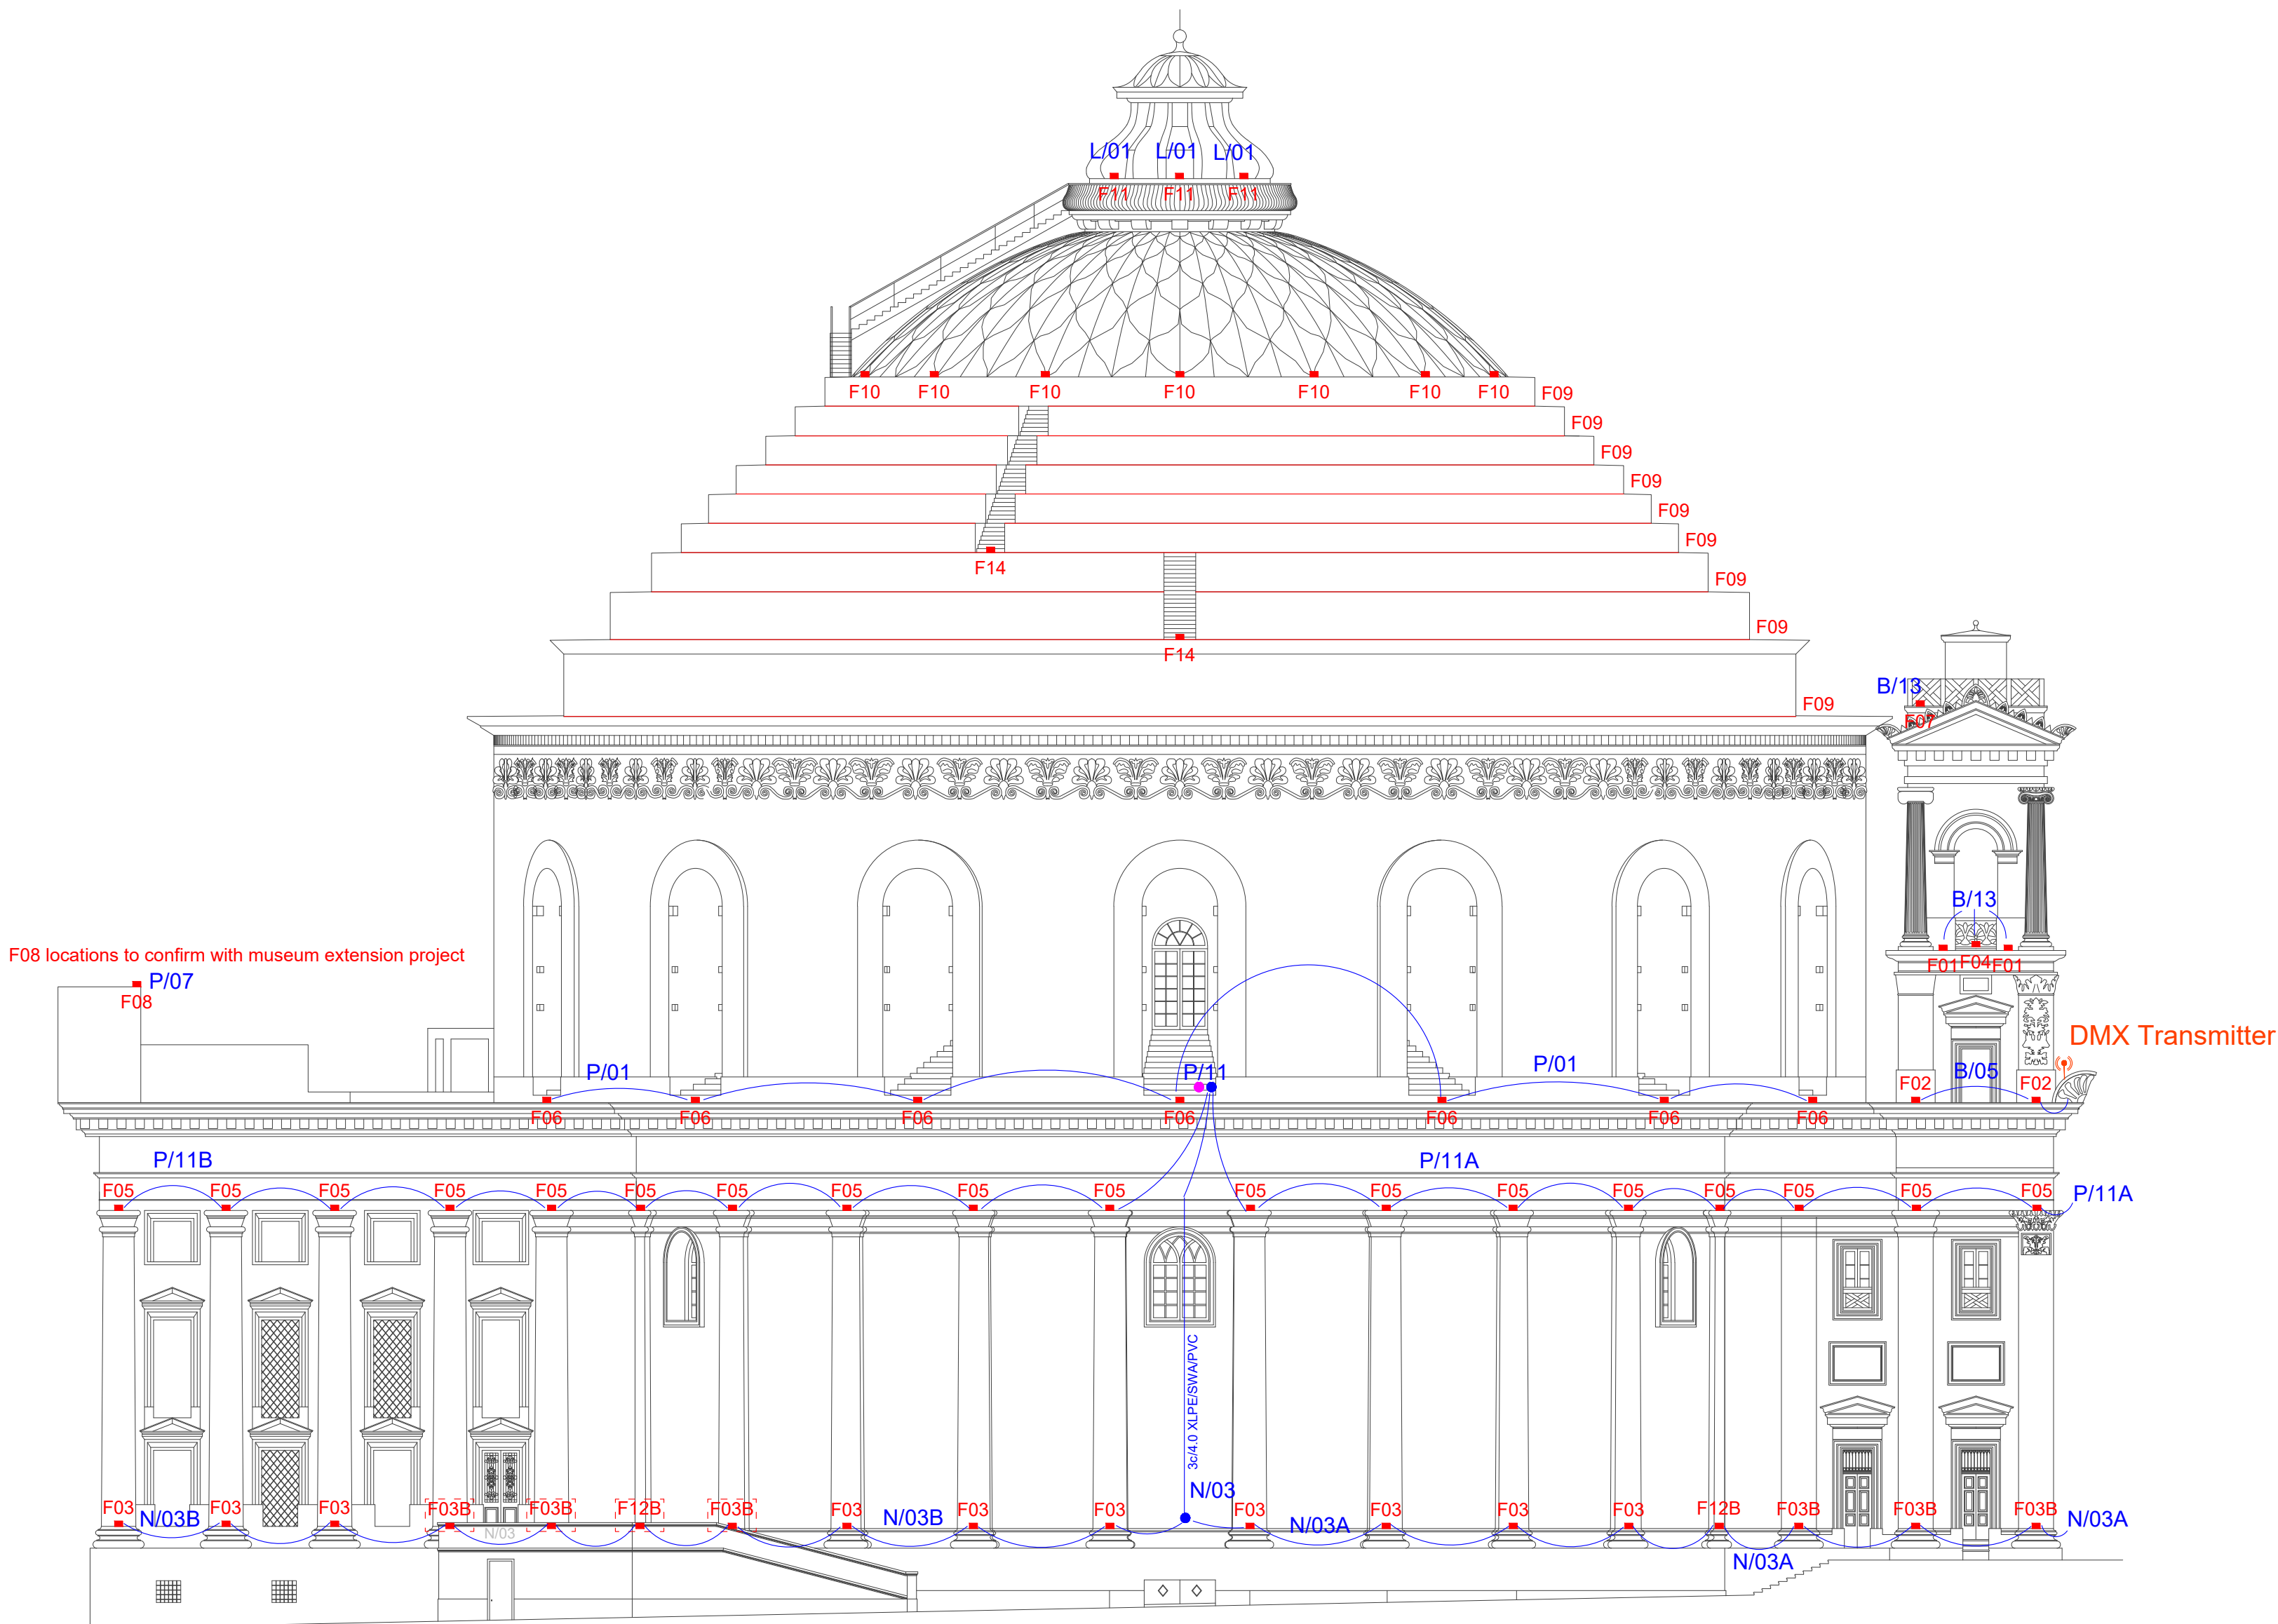 L/01 L/01 L/01
F11 F11 F11
F10 F10 F10 F10 F10 F10 F10 F09
F09
F09
F09
F09
F09
F14
F09
F09
F14
B/13
F09
F07
B/13
F08 locations to confirm with museum extension project
F01 F04 F01
P/07
F08
DMX Transmitter
P/01 P/11 P/01 B/05
F02 F02
F06 F06 F06 F06 F06 F06 F06
P/11B P/11A
F05 F05 F05 F05 F05 F05 F05 F05 F05 F05 F05 F05 F05 F05 F05 F05 F05 F05 P/11A
3c/4.0 XLPE/SWA/PVC
N/03
F03 F03 F03 F03B F03B F12B F03B F03 F03 F03 F03 F03 F03 F03 F12B F03B F03B F03B
N/03B N/03B N/03A N/03A
N/03
N/03A